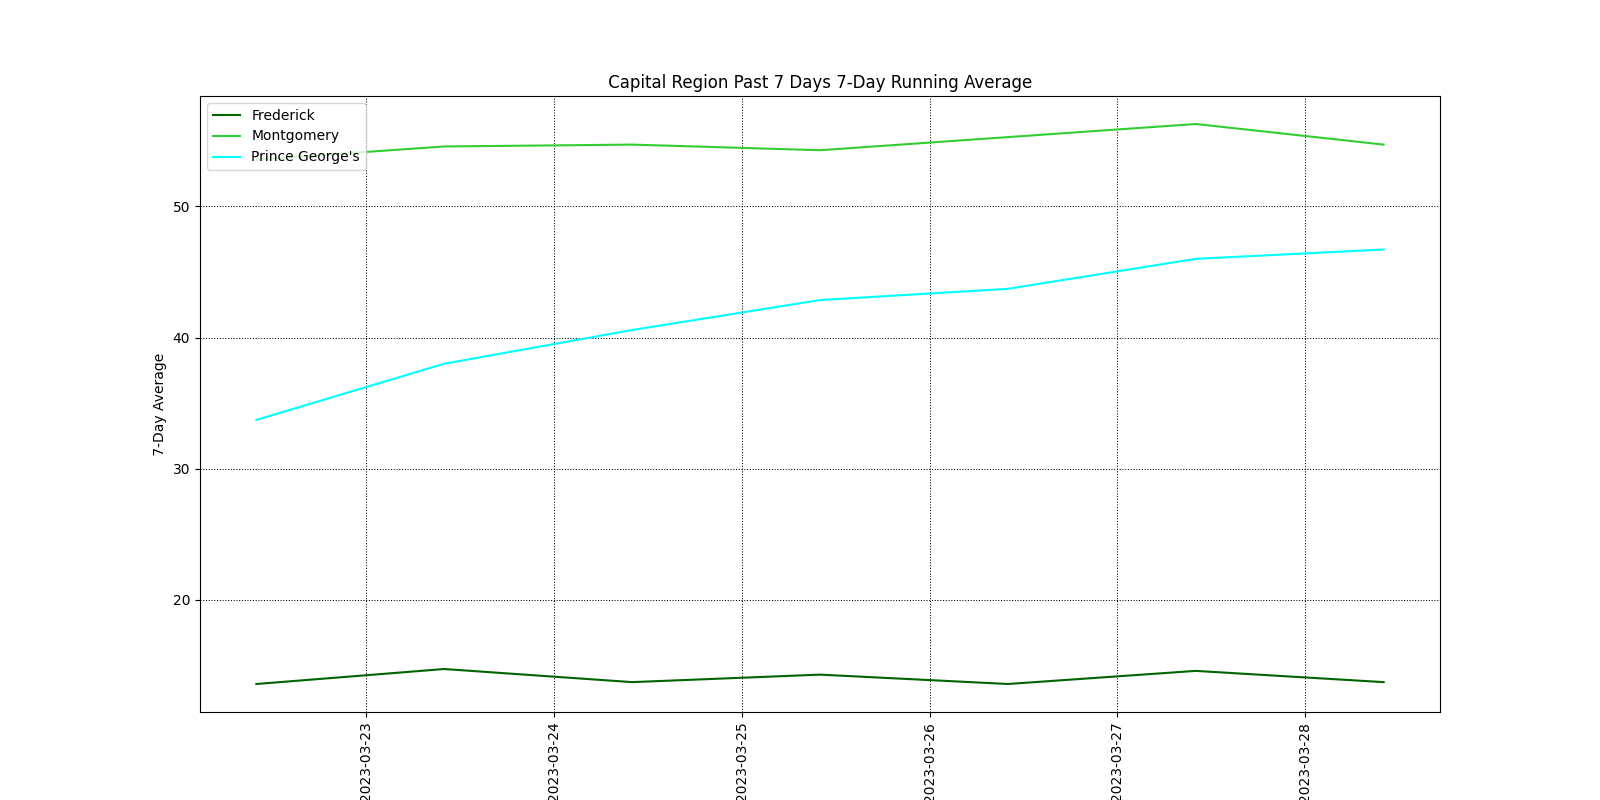 Capital Region Past 7 Days 7-Day Running Average
Frederick
Montgomery
Prince George's
7-Day Average
50
40
30
20
2023-03-23
2023-03-24
2023-03-25
2023-03-26
2023-03-27
2023-03-28